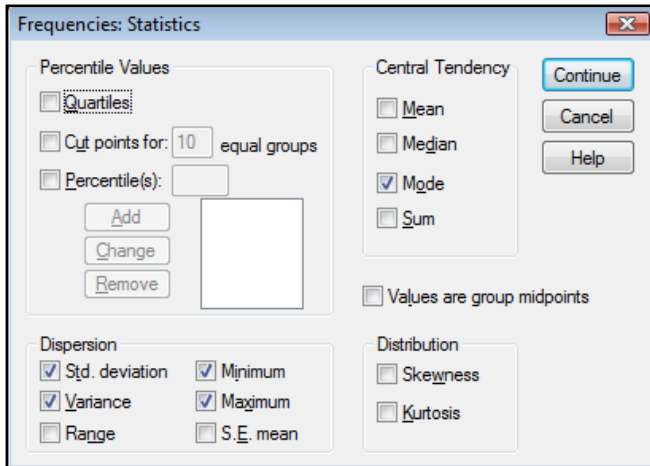 Frequencies: Statistics
Percentile Values
Quartiles
Cut points for: 10 equal groups
Percentile(s):
Add
Change
Remove
Central Tendency
Mean
Median
Mode
Sum
Continue
Cancel
Help
Values are group midpoints
Dispersion
Std. deviation Minimum
Variance Maximum
Range S.E. mean
Distribution
Skewness
Kurtosis